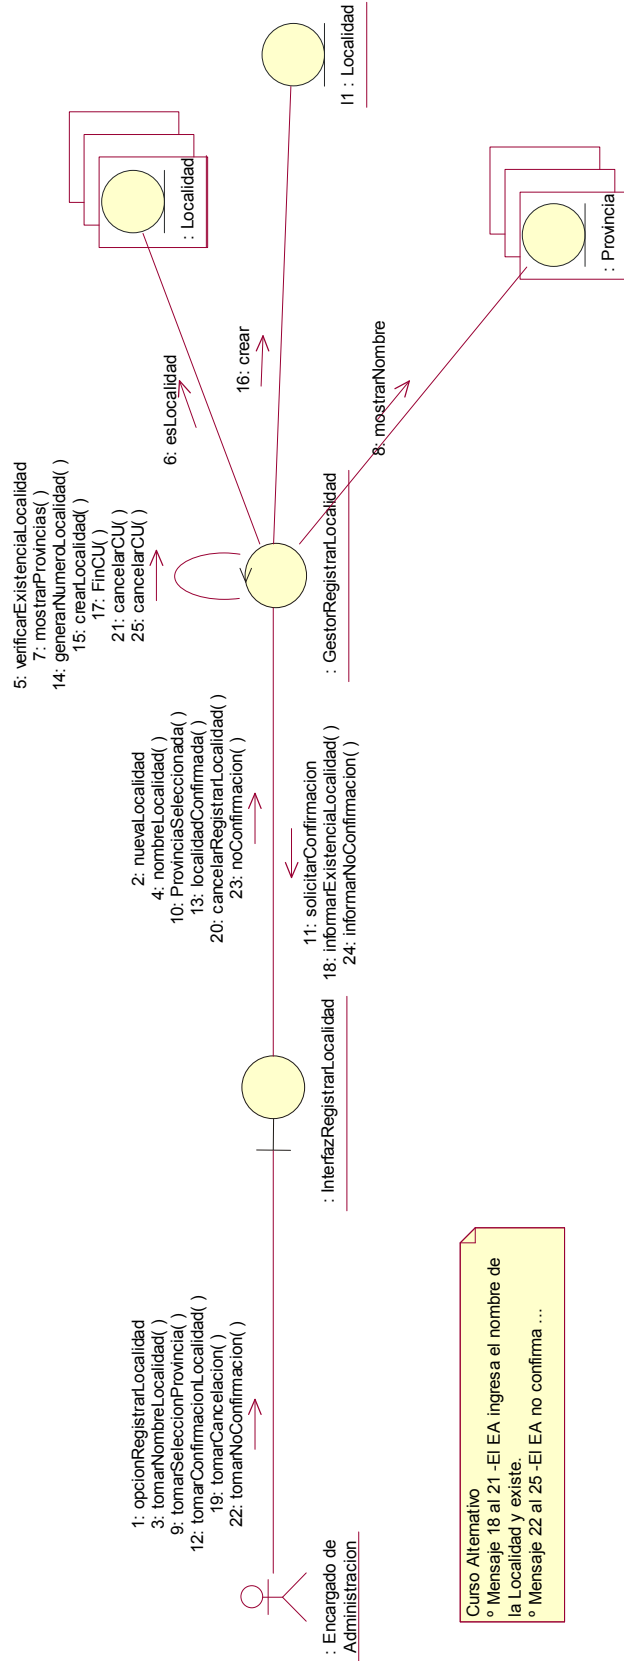 1: opcionRegistrarLocalidad
3: tomarNombreLocalidad( )
9: tomarSeleccionProvincia( )
12: tomarConfirmacionLocalidad( )
19: tomarCancelacion( )
22: tomarNoConfirmacion( )
: Encargado de
Administracion
2: nuevaLocalidad
4: nombreLocalidad( )
10: ProvinciaSeleccionada( )
13: localidadConfirmada( )
20: cancelarRegistrarLocalidad( )
23: noConfirmacion( )
11: solicitarConfirmacion
18: informarExistenciaLocalidad( )
24: informarNoConfirmacion( )
: InterfazRegistrarLocalidad
5: verificarExistenciaLocalidad
7: mostrarProvincias( )
14: generarNumeroLocalidad( )
15: crearLocalidad( )
17: FinCU( )
21: cancelarCU( )
25: cancelarCU( )
: GestorRegistrarLocalidad
6: esLocalidad
: Localidad
16: crear
l1 : Localidad
8: mostrarNombre
: Provincia
Curso Alternativo
º Mensaje 18 al 21 -El EA ingresa el nombre de
la Localidad y existe.
º Mensaje 22 al 25 -El EA no confirma ...